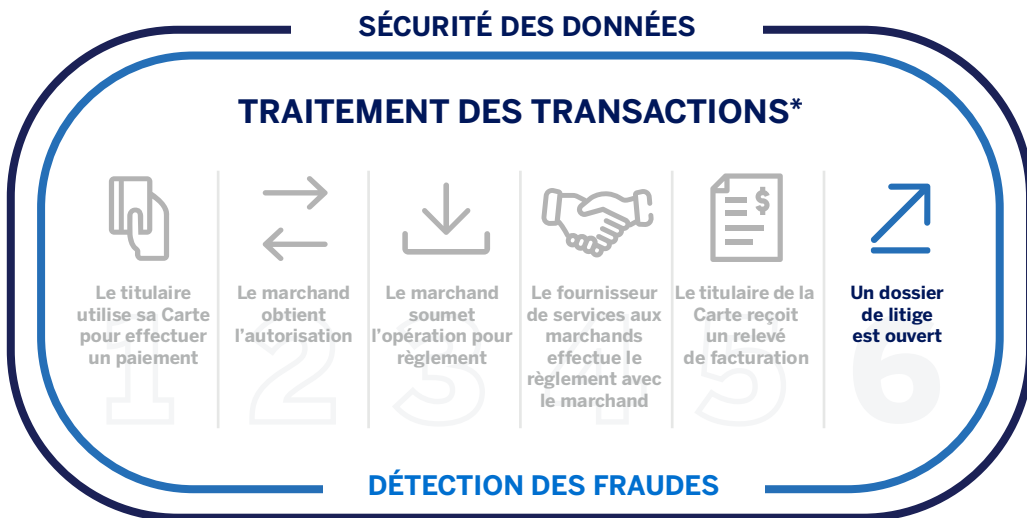 SÉCURITÉ DES DONNÉES
TRAITEMENT DES TRANSACTIONS*
$
1
Le titulaire
utilise sa Carte
pour effectuer
un paiement
2
Le marchand
obtient
l'autorisation
3
Le marchand
soumet
l'opération pour
règlement
4
Le fournisseur
de services aux
marchands
effectue le
règlement avec
le marchand
5
Le titulaire de la
Carte reçoit
un relevé
de facturation
6
Un dossier
de litige
est ouvert
DÉTECTION DES FRAUDES